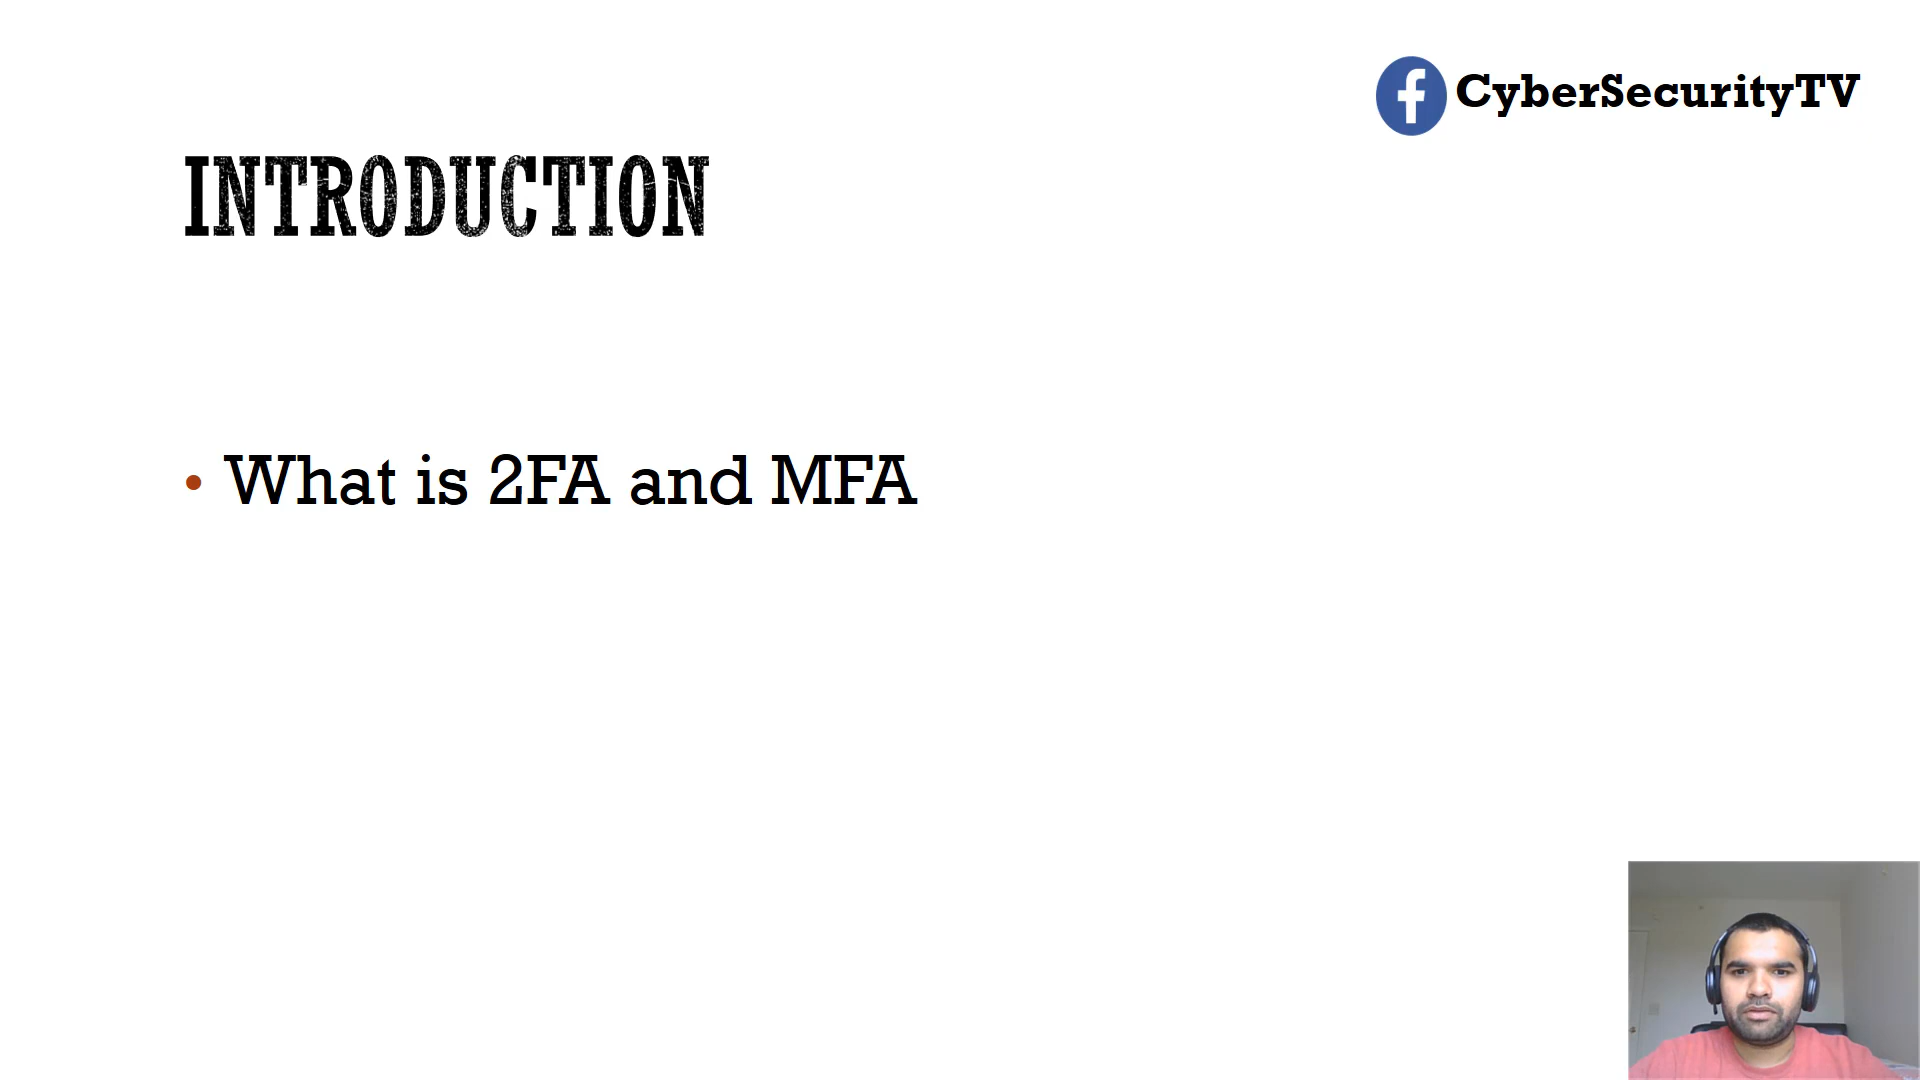 CyberSecurityTV
INTRODUCTION
• What is 2FA and MFA